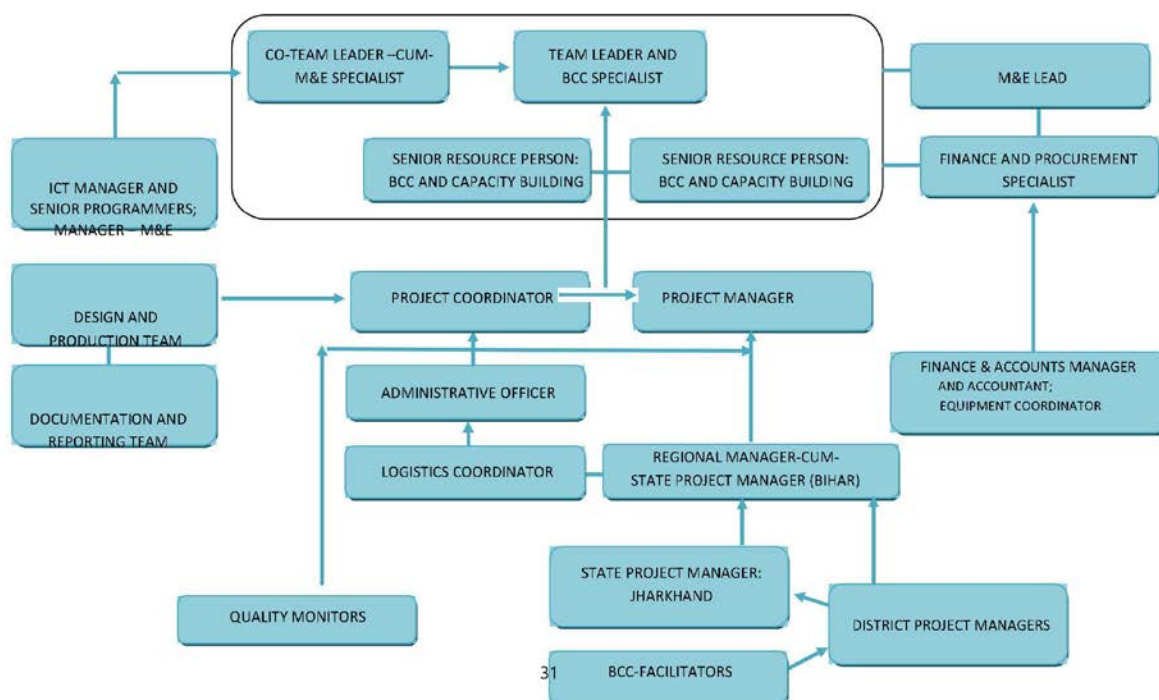 CO-TEAM LEADER –CUM-
M&E SPECIALIST
TEAM LEADER AND
BCC SPECIALIST
M&E LEAD
SENIOR RESOURCE PERSON:
BCC AND CAPACITY BUILDING
SENIOR RESOURCE PERSON:
BCC AND CAPACITY BUILDING
FINANCE AND PROCUREMENT
SPECIALIST
ICT MANAGER AND
SENIOR PROGRAMMERS;
MANAGER – M&E
DESIGN AND
PRODUCTION TEAM
PROJECT COORDINATOR
PROJECT MANAGER
DOCUMENTATION AND
REPORTING TEAM
ADMINISTRATIVE OFFICER
FINANCE & ACCOUNTS MANAGER
AND ACCOUNTANT;
EQUIPMENT COORDINATOR
LOGISTICS COORDINATOR
REGIONAL MANAGER-CUM-
STATE PROJECT MANAGER (BIHAR)
STATE PROJECT MANAGER:
JHARKHAND
QUALITY MONITORS
DISTRICT PROJECT MANAGERS
BCC-FACILITATORS
31